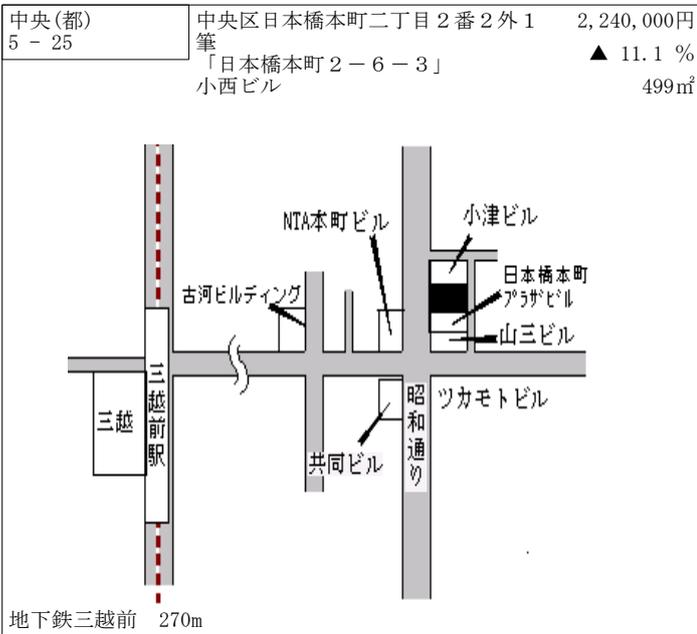 中央(都)
5 － 25
中央区日本橋本町二丁目２番２外１
筆
「日本橋本町２－６－３」
小西ビル
2,240,000円
▲ 11.1 ％
499㎡
小津ビル
NTA本町ビル
日本橋本町
プラザビル
古河ビルディング
山三ビル
三越前駅
三越
昭和通り
ツカモトビル
共同ビル
地下鉄三越前　270m